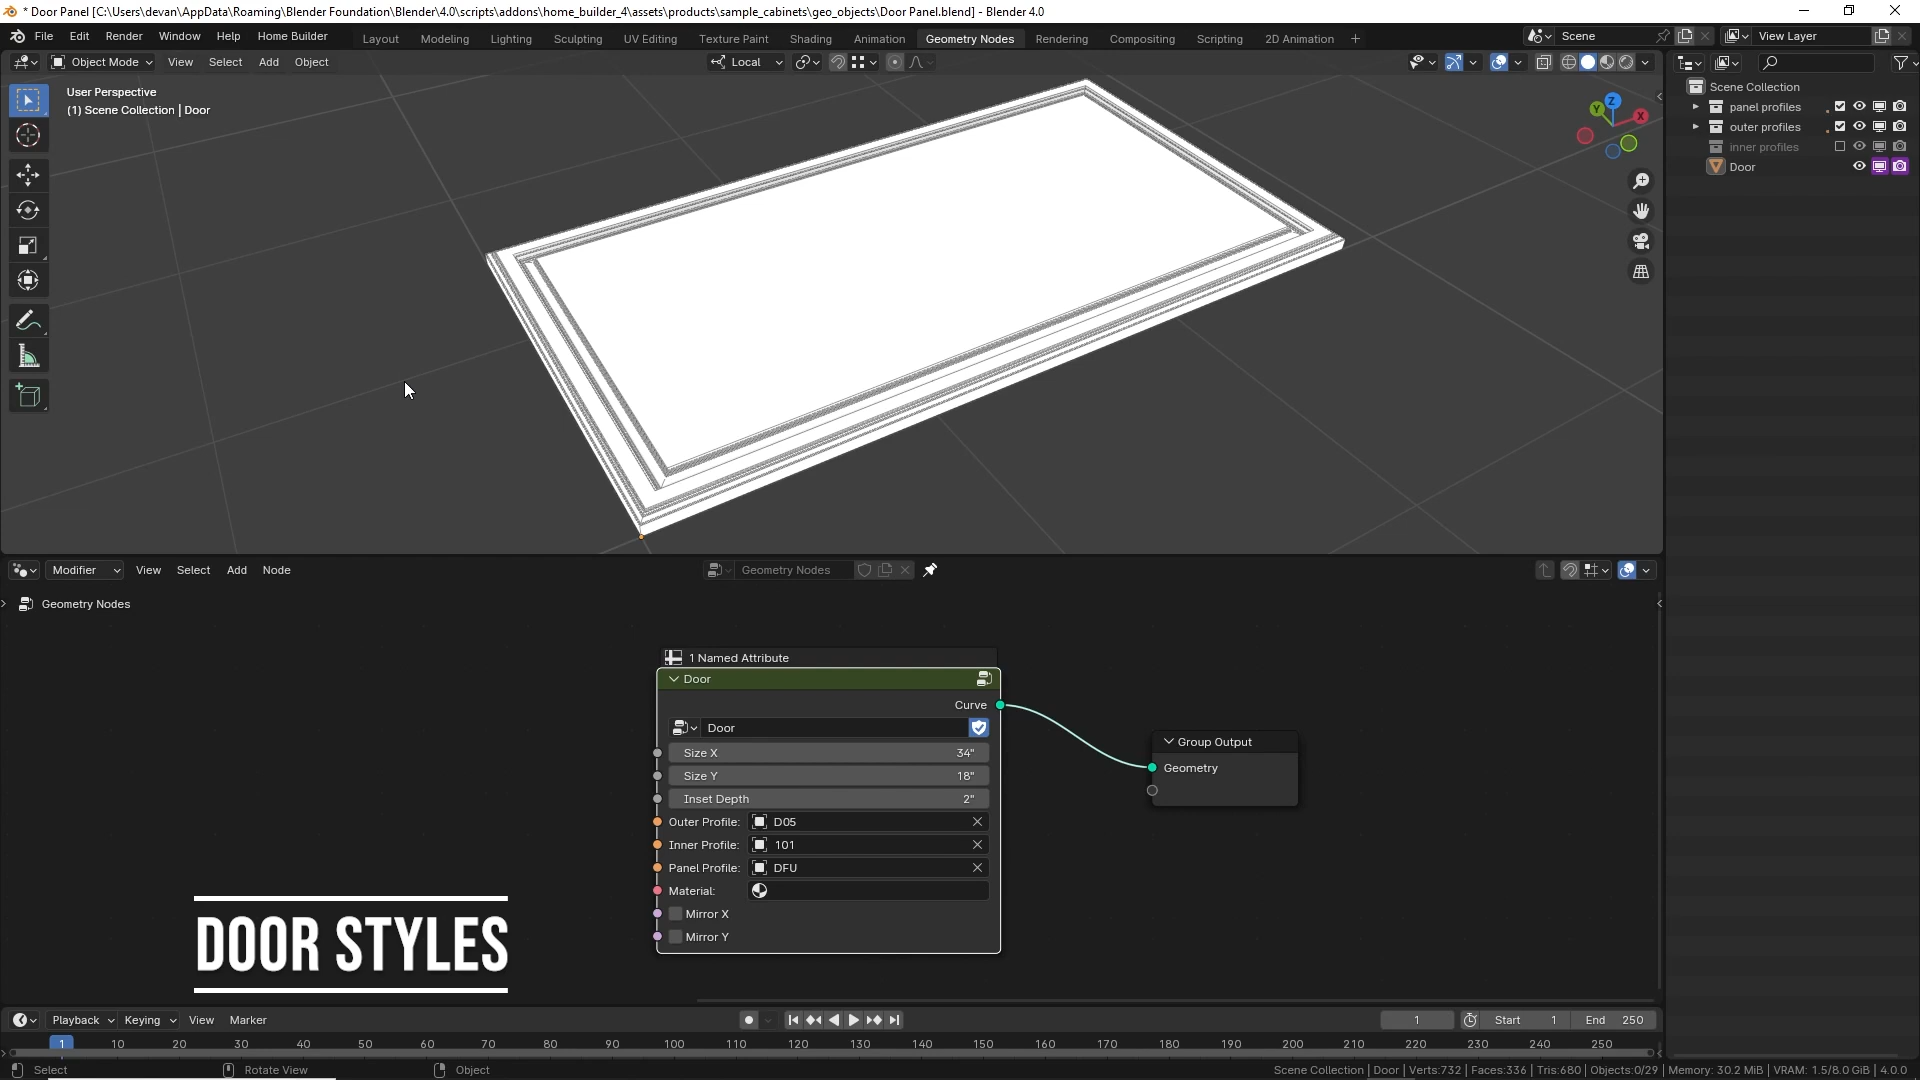 * Door Panel [C:\Users\devan\AppData\Roaming\Blender Foundation\Blender\4.0\scripts\addons\home_builder_4\assets\products\sample_cabinets\geo_objects\Door Panel.blend] - Blender 4.0
File Edit Render Window Help Home Builder Layout Modeling Lighting Sculpting UV Editing Texture Paint Shading Animation Geometry Nodes Rendering Compositing Scripting 2D Animation + Scene View Layer
Object Mode View Select Add Object Local
User Perspective
(1) Scene Collection | Door
Z
Y
X
Scene Collection
panel profiles
outer profiles
inner profiles
Door
Modifier View Select Add Node Geometry Nodes
Geometry Nodes
1 Named Attribute
Door
Curve
Door
Size X 34"
Size Y 18"
Inset Depth 2"
Outer Profile: D05
Inner Profile: 101
Panel Profile: DFU
Material:
Mirror X
Mirror Y
Group Output
Geometry
DOOR STYLES
Playback Keying View Marker 1 Start 1 End 250
1 10 20 30 40 50 60 70 80 90 100 110 120 130 140 150 160 170 180 190 200 210 220 230 240 250
Select Rotate View Object Scene Collection | Door | Verts:732 | Faces:336 | Tris:680 | Objects:0/29 | Memory: 30.2 MiB | VRAM: 1.5/8.0 GiB | 4.0.0